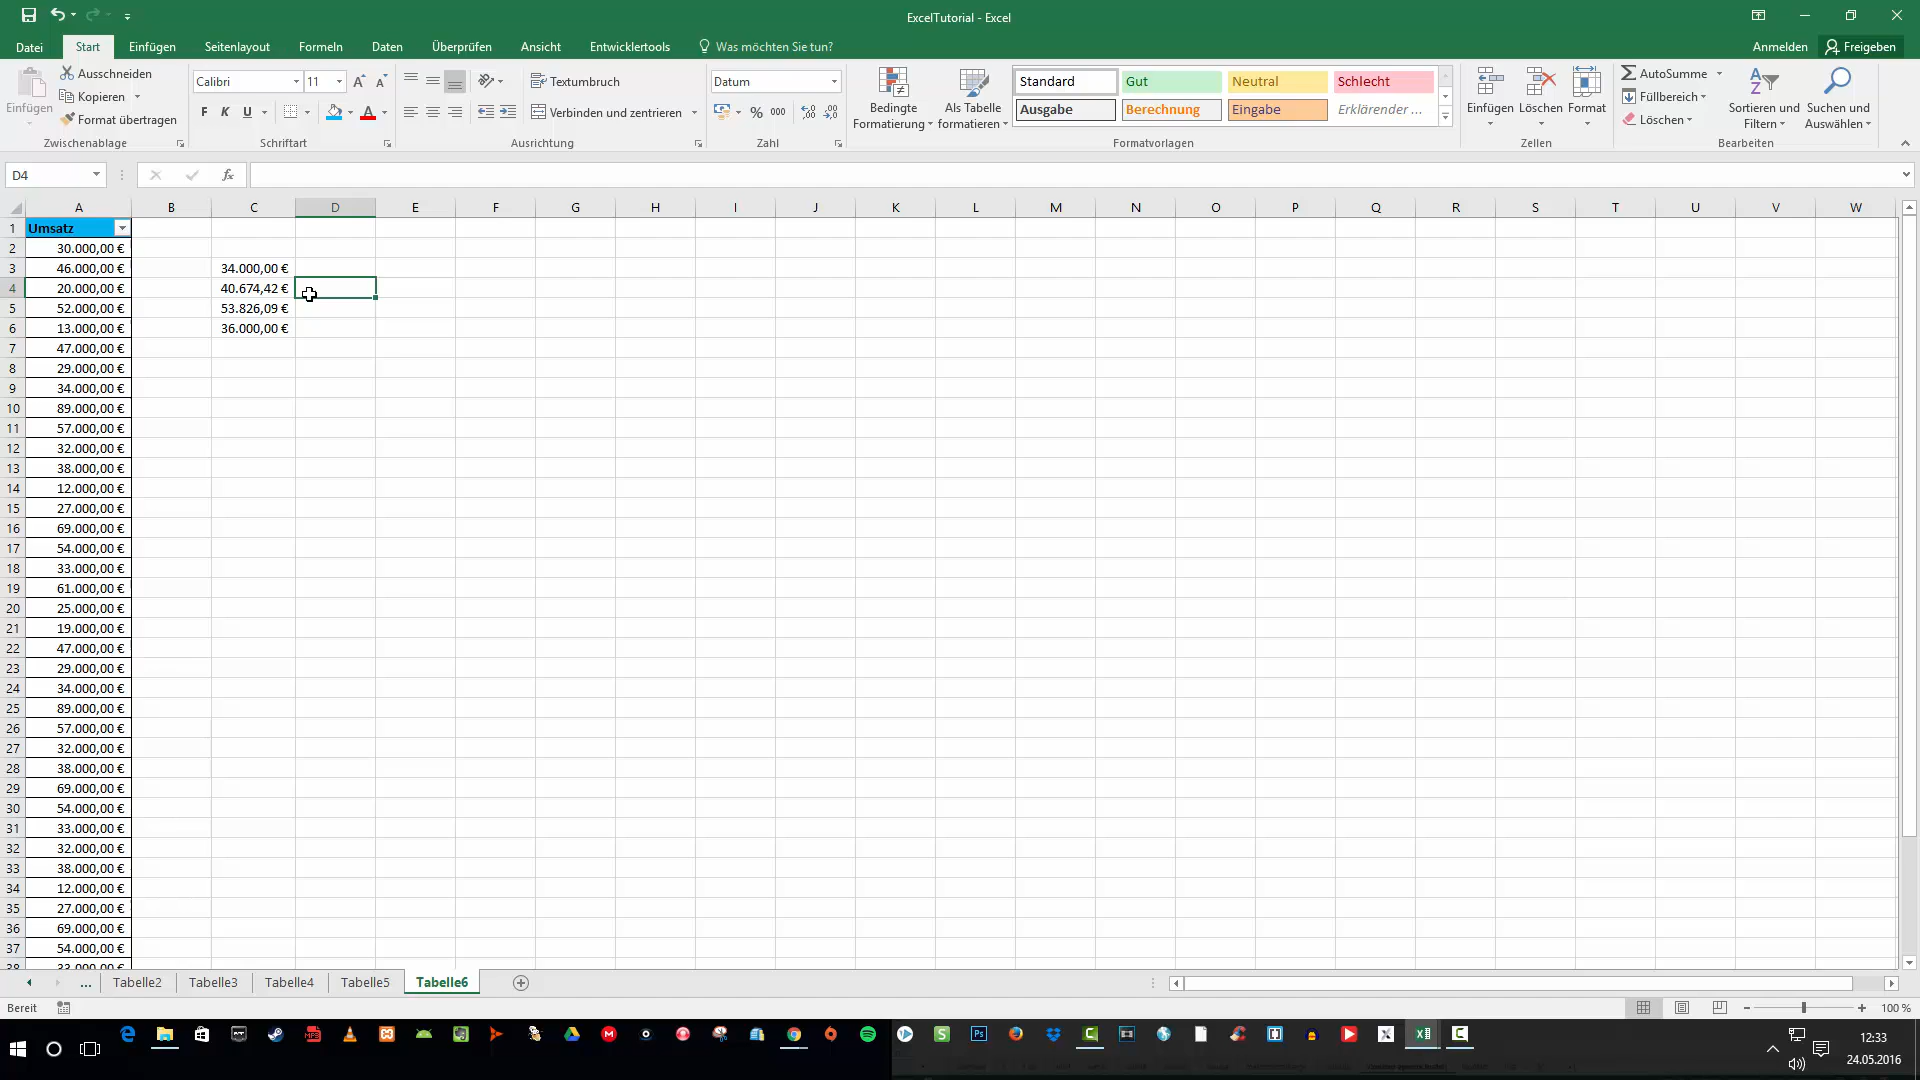 ExcelTutorial - Excel
Datei Start Einfügen Seitenlayout Formeln Daten Überprüfen Ansicht Entwicklertools Was möchten Sie tun? Anmelden Freigeben
Einfügen
Ausschneiden
Kopieren
Format übertragen
Zwischenablage
Calibri 11
F K U
Schriftart
Textumbruch
Verbinden und zentrieren
Ausrichtung
Datum
% 000
Zahl
Bedingte
Formatierung
Als Tabelle
formatieren
Standard Gut Neutral Schlecht
Ausgabe Berechnung Eingabe Erklärender ...
Formatvorlagen
Einfügen Löschen Format
Zellen
AutoSumme
Füllbereich
Löschen
Sortieren und
Filtern
Suchen und
Auswählen
Bearbeiten
D4 fx
A B C D E F G H I J K L M N O P Q R S T U V W
1 Umsatz
2 30.000,00 €
3 46.000,00 € 34.000,00 €
4 20.000,00 € 40.674,42 €
5 52.000,00 € 53.826,09 €
6 13.000,00 € 36.000,00 €
7 47.000,00 €
8 29.000,00 €
9 34.000,00 €
10 89.000,00 €
11 57.000,00 €
12 32.000,00 €
13 38.000,00 €
14 12.000,00 €
15 27.000,00 €
16 69.000,00 €
17 54.000,00 €
18 33.000,00 €
19 61.000,00 €
20 25.000,00 €
21 19.000,00 €
22 47.000,00 €
23 29.000,00 €
24 34.000,00 €
25 89.000,00 €
26 57.000,00 €
27 32.000,00 €
28 38.000,00 €
29 69.000,00 €
30 54.000,00 €
31 33.000,00 €
32 32.000,00 €
33 38.000,00 €
34 12.000,00 €
35 27.000,00 €
36 69.000,00 €
37 54.000,00 €
38 33.000,00 €
... Tabelle2 Tabelle3 Tabelle4 Tabelle5 Tabelle6
Bereit 100 %
12:33
24.05.2016